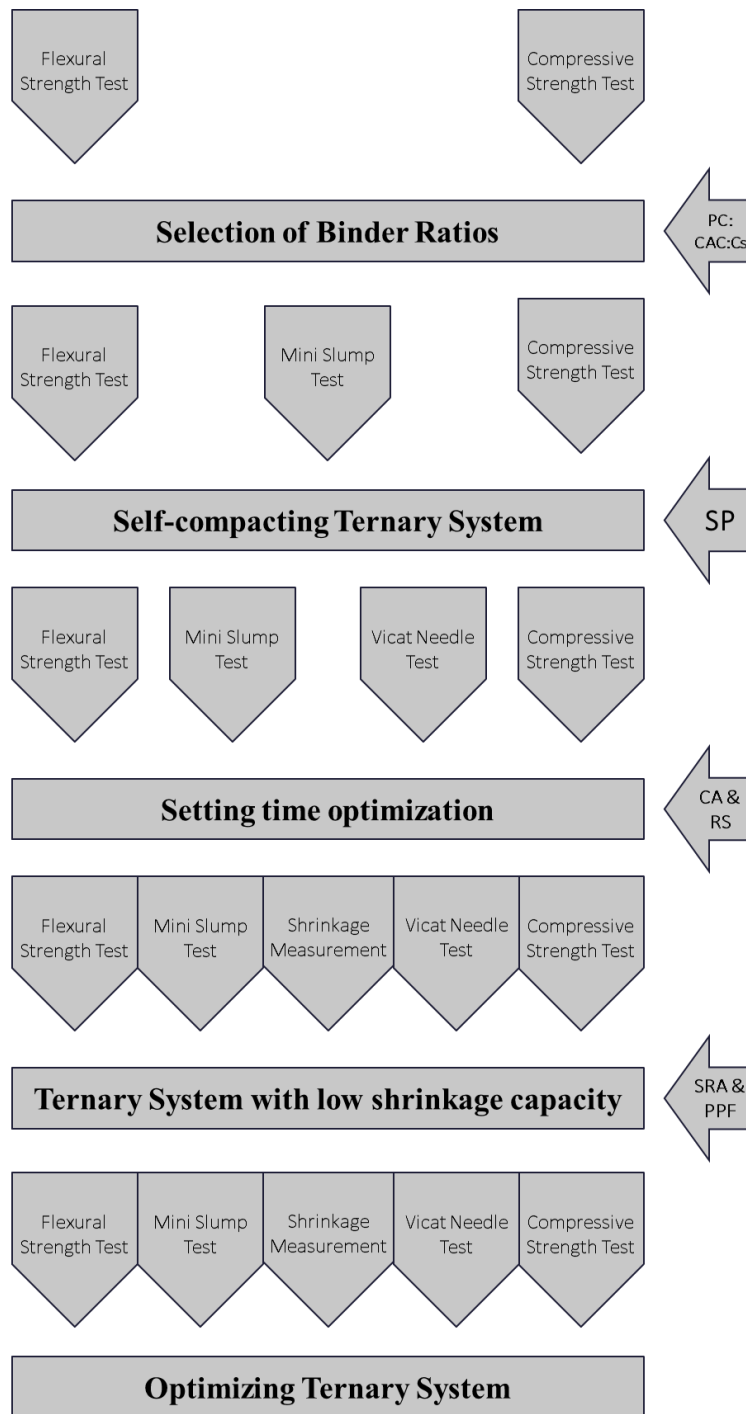 Flexural
Strength Test
Compressive
Strength Test
Selection of Binder Ratios
PC:
CAC:Cs
Flexural
Strength Test
Mini Slump
Test
Compressive
Strength Test
Self-compacting Ternary System
SP
Flexural
Strength Test
Mini Slump
Test
Vicat Needle
Test
Compressive
Strength Test
Setting time optimization
CA &
RS
Flexural
Strength Test
Mini Slump
Test
Shrinkage
Measurement
Vicat Needle
Test
Compressive
Strength Test
Ternary System with low shrinkage capacity
SRA &
PPF
Flexural
Strength Test
Mini Slump
Test
Shrinkage
Measurement
Vicat Needle
Test
Compressive
Strength Test
Optimizing Ternary System